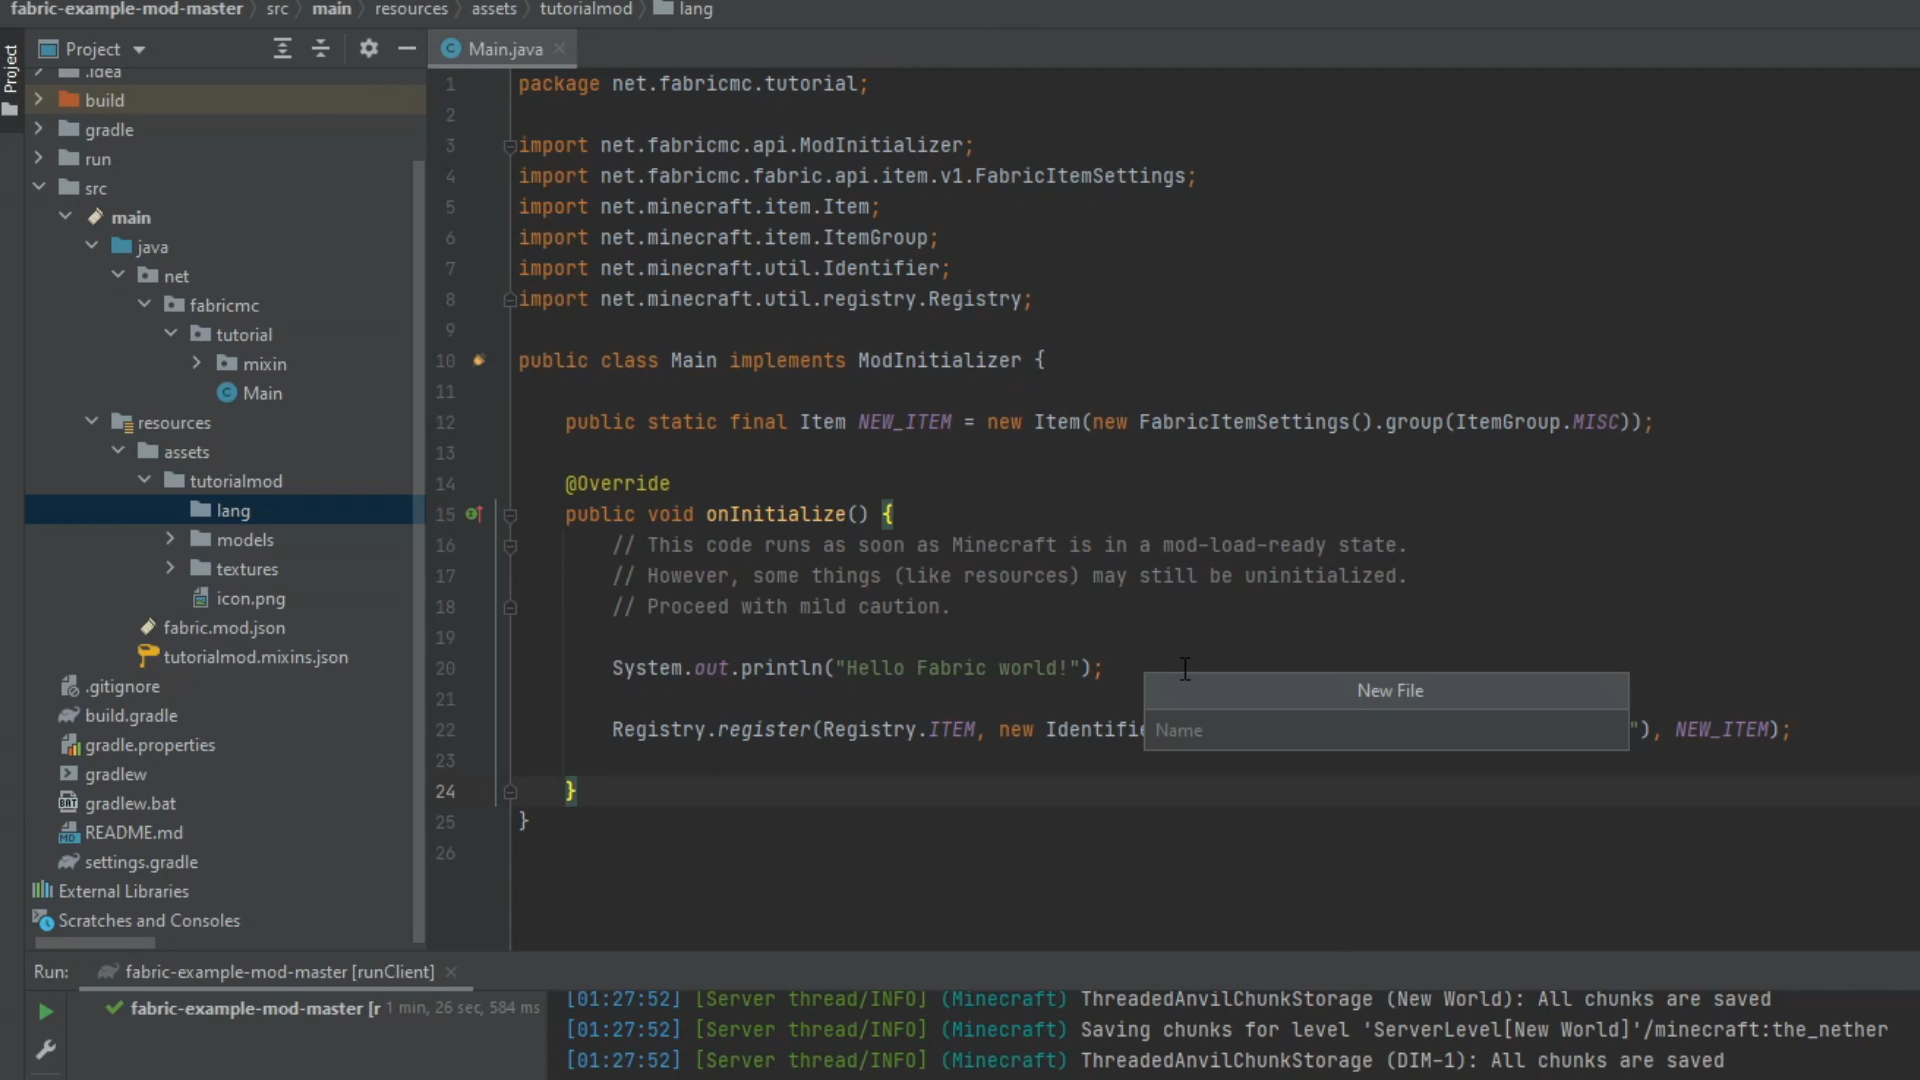 fabric-example-mod-master > src > main > resources > assets > tutorialmod > lang
Project
Project
Main.java
.idea
build
gradle
run
src
main
java
net
fabricmc
tutorial
mixin
Main
resources
assets
tutorialmod
lang
models
textures
icon.png
fabric.mod.json
tutorialmod.mixins.json
.gitignore
build.gradle
gradle.properties
gradlew
gradlew.bat
README.md
settings.gradle
External Libraries
Scratches and Consoles
1 package net.fabricmc.tutorial;
2
3 import net.fabricmc.api.ModInitializer;
4 import net.fabricmc.fabric.api.item.v1.FabricItemSettings;
5 import net.minecraft.item.Item;
6 import net.minecraft.item.ItemGroup;
7 import net.minecraft.util.Identifier;
8 import net.minecraft.util.registry.Registry;
9
10 public class Main implements ModInitializer {
11
12 public static final Item NEW_ITEM = new Item(new FabricItemSettings().group(ItemGroup.MISC));
13
14 @Override
15 public void onInitialize() {
16 // This code runs as soon as Minecraft is in a mod-load-ready state.
17 // However, some things (like resources) may still be uninitialized.
18 // Proceed with mild caution.
19
20 System.out.println("Hello Fabric world!");
21
22 Registry.register(Registry.ITEM, new Identifie "), NEW_ITEM);
23
24 }
25 }
26
New File
Name
Run: fabric-example-mod-master [runClient]
fabric-example-mod-master [r 1 min, 26 sec, 584 ms
[01:27:52] [Server thread/INFO] (Minecraft) ThreadedAnvilChunkStorage (New World): All chunks are saved
[01:27:52] [Server thread/INFO] (Minecraft) Saving chunks for level 'ServerLevel[New World]'/minecraft:the_nether
[01:27:52] [Server thread/INFO] (Minecraft) ThreadedAnvilChunkStorage (DIM-1): All chunks are saved